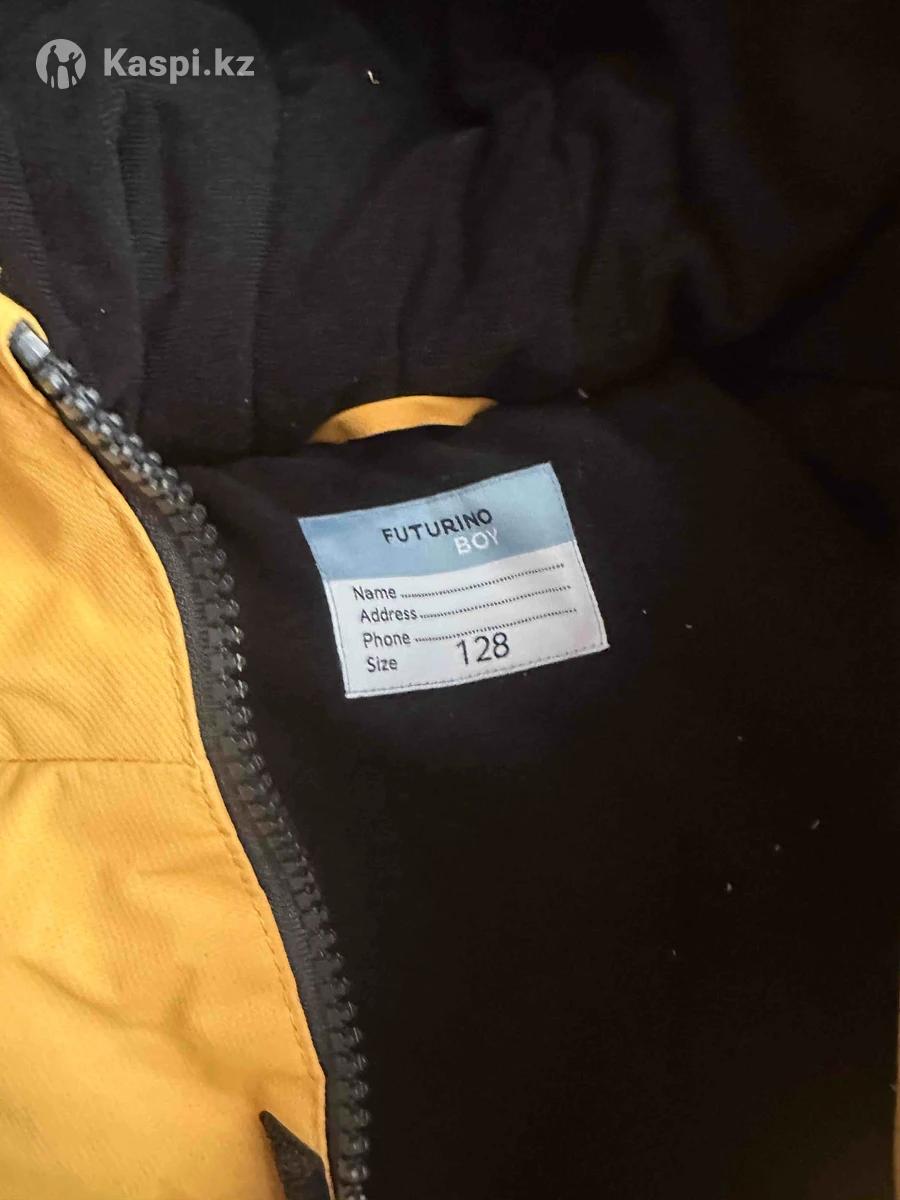 Kaspi.kz
FUTURINO
BOY
Name
Address
Phone
Size 128